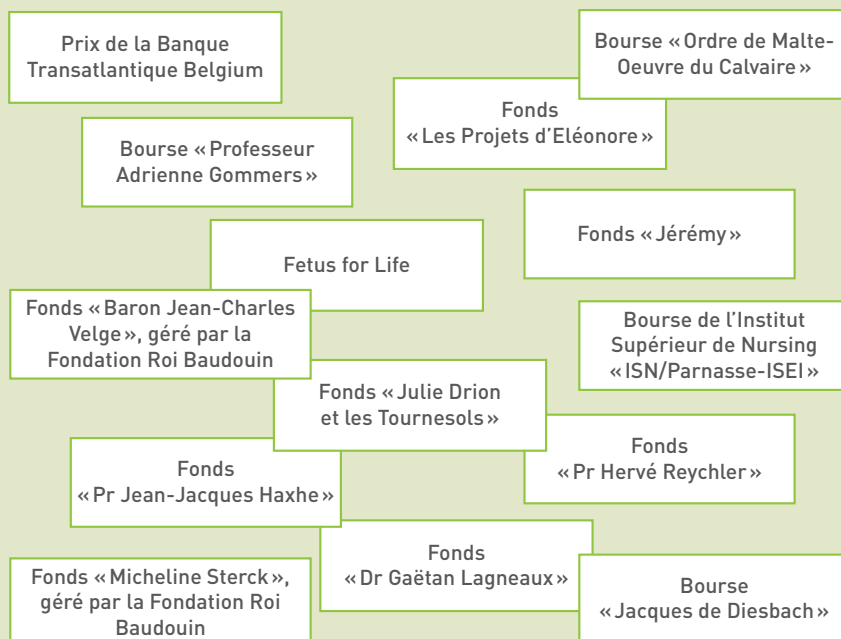 Prix de la Banque
Transatlantique Belgium
Bourse «Ordre de Malte-
Oeuvre du Calvaire»
Fonds
«Les Projets d'Eléonore»
Bourse «Professeur
Adrienne Gommers»
Fonds «Jérémy»
Fetus for Life
Fonds «Baron Jean-Charles
Velge», géré par la
Fondation Roi Baudouin
Bourse de l'Institut
Supérieur de Nursing
«ISN/Parnasse-ISEI»
Fonds «Julie Drion
et les Tournesols»
Fonds
«Pr Hervé Reychler»
Fonds
«Pr Jean-Jacques Haxhe»
Fonds
«Dr Gaëtan Lagneaux»
Fonds «Micheline Sterck»,
géré par la Fondation Roi
Baudouin
Bourse
«Jacques de Diesbach»